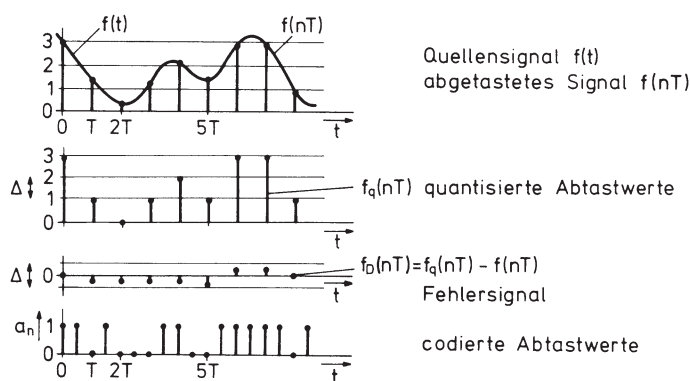 f(t)
f(nT)
3
2
1
0
0 T 2T 5T t
Quellensignal f(t)
abgetastetes Signal f(nT)
3
2
1
0
Δ
t
f_q(nT) quantisierte Abtastwerte
Δ
0
t
f_D(nT)=f_q(nT) – f(nT)
Fehlersignal
a_n
1
0
0 T 2T 5T t
codierte Abtastwerte